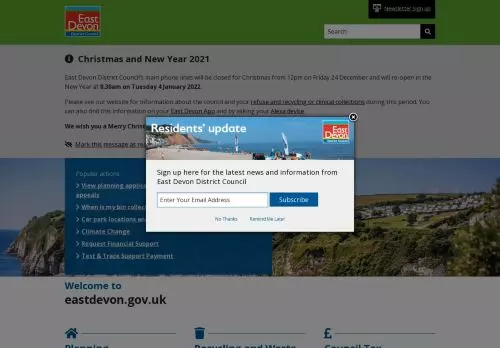 East
Devon
District Council
Newsletter Sign up
Search
Christmas and New Year 2021
East Devon District Council's main phone lines will be closed for Christmas from 12pm on Friday 24 December and will re-open in
the New Year at 8.30am on Tuesday 4 January 2022.
Please see our website for information about the council and your refuse and recycling or clinical collections during this period. You
can also find this information on your East Devon App and by asking your Alexa device.
We wish you a Merry Christ
Mark this message as re
Residents' update
East
Devon
District Council
Sign up here for the latest news and information from
East Devon District Council
Enter Your Email Address
Subscribe
No Thanks
Remind Me Later
Popular actions
View planning applica
appeals
When is my bin collec
Car park locations an
Climate Change
Request Financial Support
Test & Trace Support Payment
Welcome to
eastdevon.gov.uk
Planning
Recycling and Waste
Council Tax